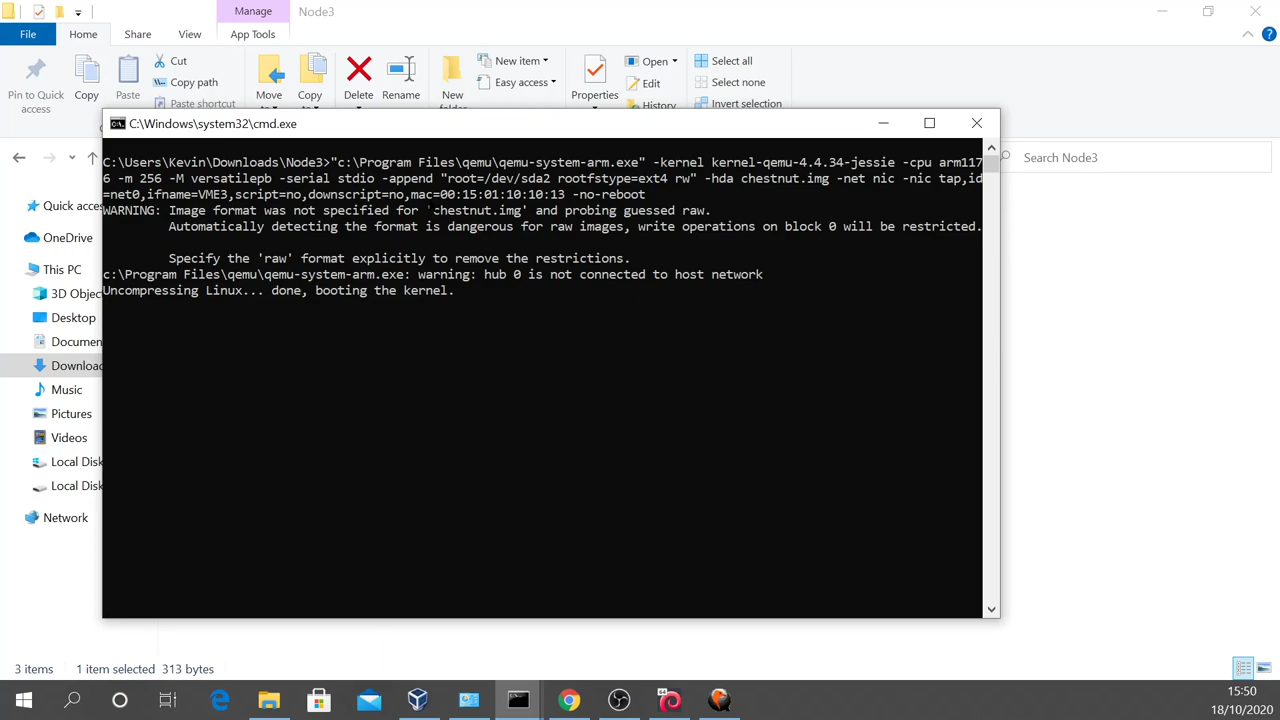 Manage
Node3
File
Home
Share
View
App Tools
Pin to Quick access
Copy
Paste
Cut
Copy path
Paste shortcut
Move
Copy
Delete
Rename
New
New item
Easy access
Properties
Open
Edit
History
Select all
Select none
Invert selection
C:\Windows\system32\cmd.exe
C:\Users\Kevin\Downloads\Node3>"c:\Program Files\qemu\qemu-system-arm.exe" -kernel kernel-qemu-4.4.34-jessie -cpu arm117
6 -m 256 -M versatilepb -serial stdio -append "root=/dev/sda2 rootfstype=ext4 rw" -hda chestnut.img -net nic -nic tap,id
=net0,ifname=VME3,script=no,downscript=no,mac=00:15:01:10:10:13 -no-reboot
WARNING: Image format was not specified for 'chestnut.img' and probing guessed raw.
Automatically detecting the format is dangerous for raw images, write operations on block 0 will be restricted.
Specify the 'raw' format explicitly to remove the restrictions.
c:\Program Files\qemu\qemu-system-arm.exe: warning: hub 0 is not connected to host network
Uncompressing Linux... done, booting the kernel.
Search Node3
Quick acces
OneDrive
This PC
3D Objec
Desktop
Documen
Downloac
Music
Pictures
Videos
Local Disk
Local Disk
Network
3 items
1 item selected 313 bytes
15:50
18/10/2020